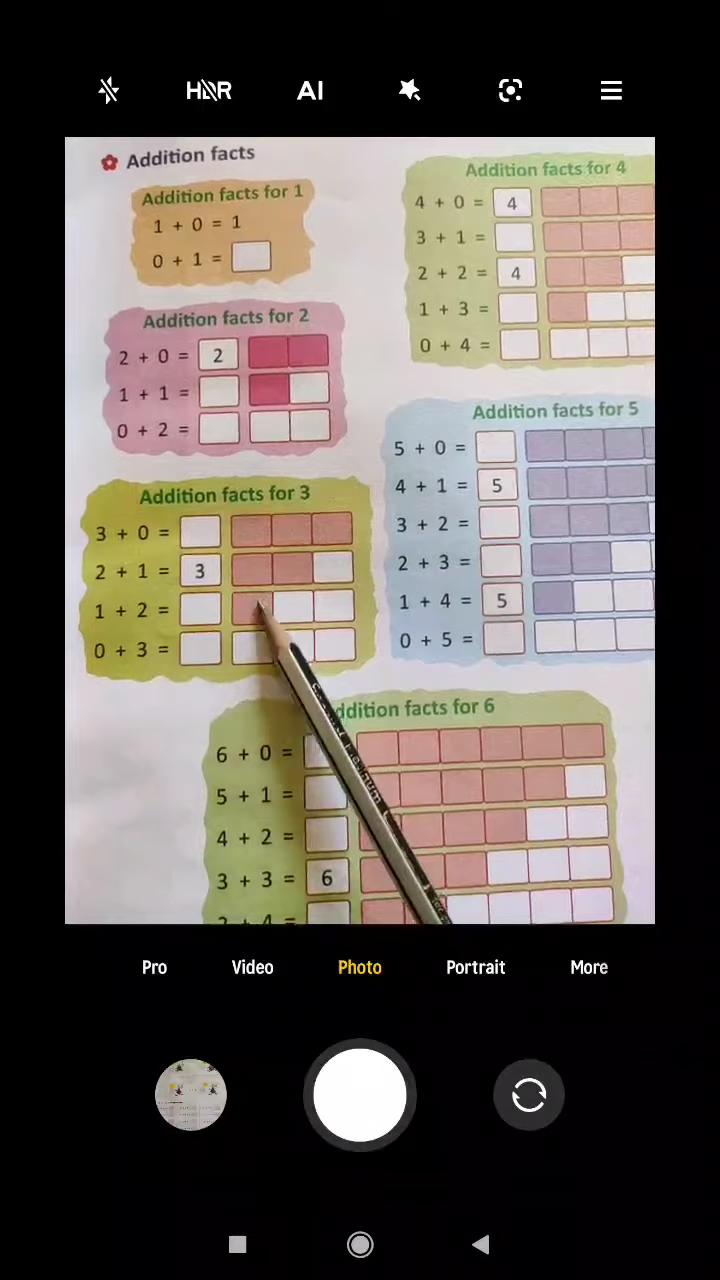 HDR
AI
Addition facts
Addition facts for 1
1 + 0 = 1
0 + 1 =
Addition facts for 2
2 + 0 = 2
1 + 1 =
0 + 2 =
Addition facts for 3
3 + 0 =
2 + 1 = 3
1 + 2 =
0 + 3 =
Addition facts for 4
4 + 0 = 4
3 + 1 =
2 + 2 = 4
1 + 3 =
0 + 4 =
Addition facts for 5
5 + 0 =
4 + 1 = 5
3 + 2 =
2 + 3 =
1 + 4 = 5
0 + 5 =
ddition facts for 6
6 + 0 =
5 + 1 =
4 + 2 =
3 + 3 = 6
2 + 4 =
Pro
Video
Photo
Portrait
More